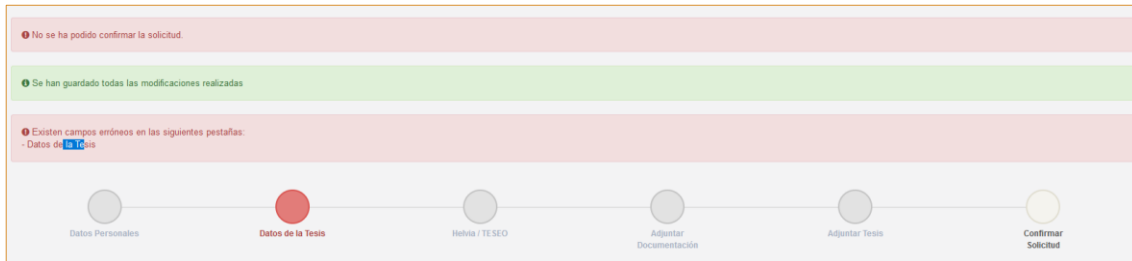 No se ha podido confirmar la solicitud.
Se han guardado todas las modificaciones realizadas
Existen campos erróneos en las siguientes pestañas:
- Datos de la Tesis
Datos Personales
Datos de la Tesis
Helvia / TESEO
Adjuntar
Documentación
Adjuntar Tesis
Confirmar
Solicitud